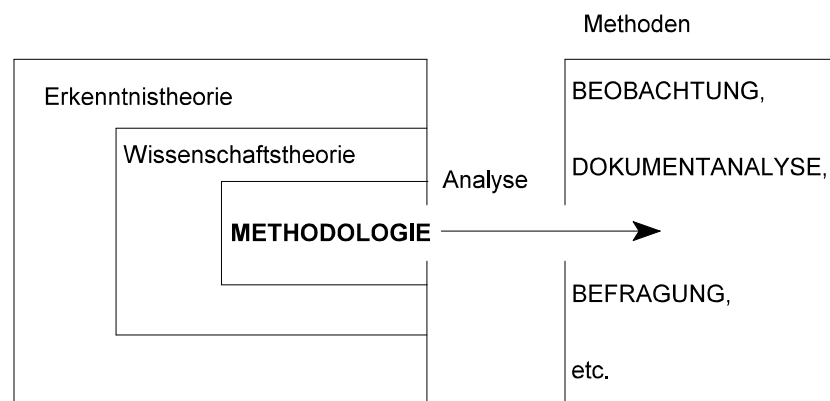 Methoden
Erkenntnistheorie
BEOBACHTUNG,
Wissenschaftstheorie
DOKUMENTANALYSE,
Analyse
METHODOLOGIE
BEFRAGUNG,
etc.